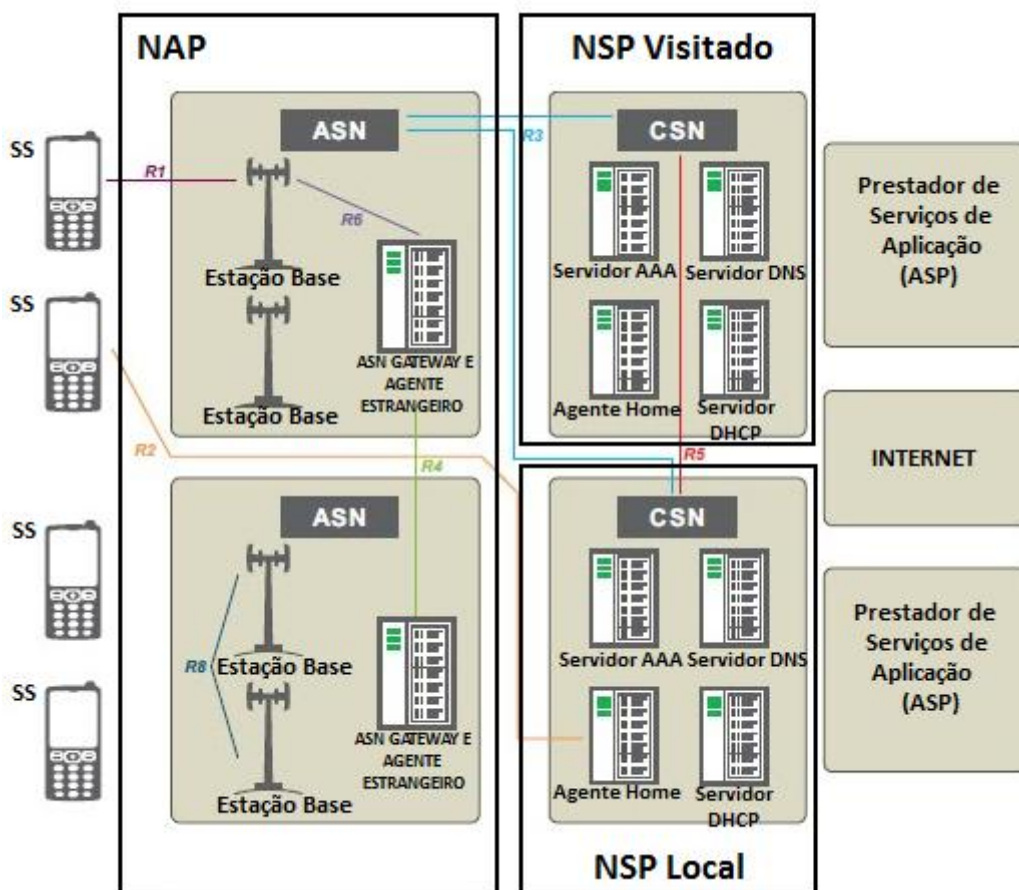 NAP
NSP Visitado
ASN
CSN
SS
R1
R3
R6
Estação Base
Servidor AAA
Servidor DNS
Prestador de
Serviços de
Aplicação
(ASP)
SS
Estação Base
ASN GATEWAY E
AGENTE
ESTRANGEIRO
Agente Home
Servidor
DHCP
R2
R4
R5
INTERNET
ASN
CSN
SS
R8
Estação Base
Servidor AAA
Servidor DNS
Prestador de
Serviços de
Aplicação
(ASP)
SS
Estação Base
ASN GATEWAY E
AGENTE
ESTRANGEIRO
Agente Home
Servidor
DHCP
NSP Local